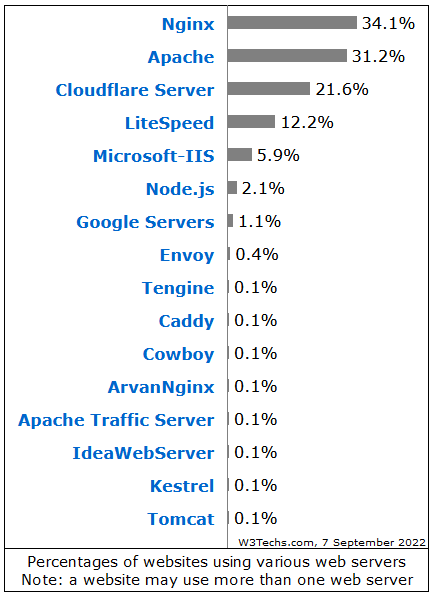 Nginx 34.1%
Apache 31.2%
Cloudflare Server 21.6%
LiteSpeed 12.2%
Microsoft-IIS 5.9%
Node.js 2.1%
Google Servers 1.1%
Envoy 0.4%
Tengine 0.1%
Caddy 0.1%
Cowboy 0.1%
ArvanNginx 0.1%
Apache Traffic Server 0.1%
IdeaWebServer 0.1%
Kestrel 0.1%
Tomcat 0.1%
W3Techs.com, 7 September 2022
Percentages of websites using various web servers
Note: a website may use more than one web server